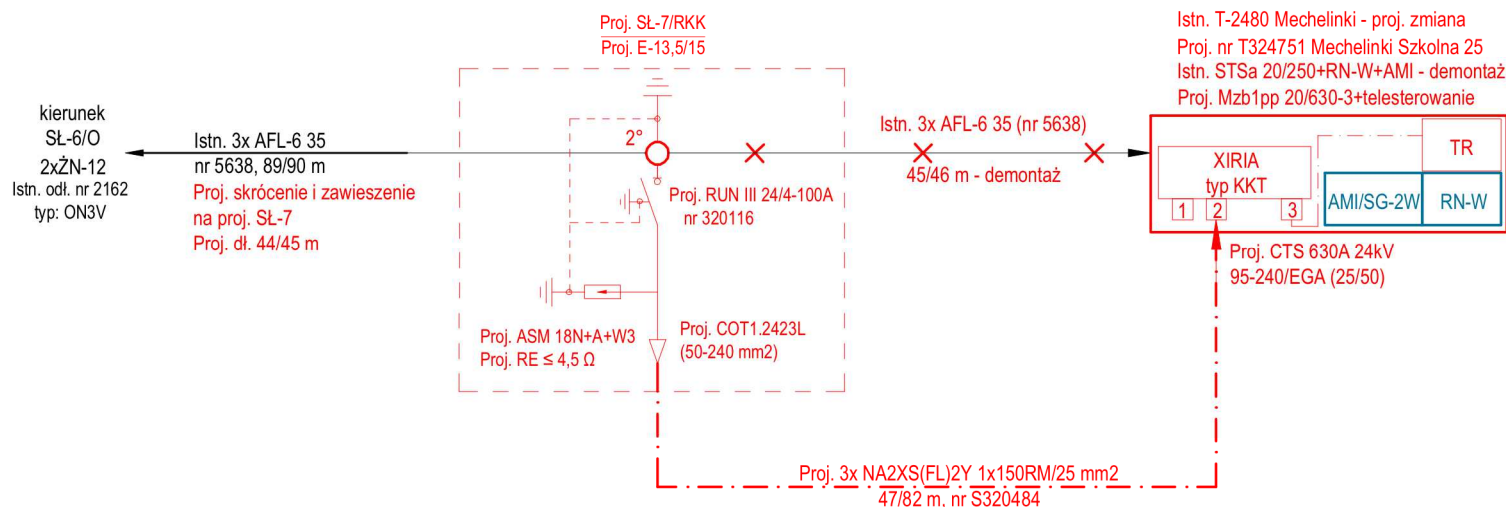 Proj. SŁ-7/RKK
Proj. E-13,5/15
Istn. T-2480 Mechelinki - proj. zmiana
Proj. nr T324751 Mechelinki Szkolna 25
Istn. STSa 20/250+RN-W+AMI - demontaż
Proj. Mzb1pp 20/630-3+telesterowanie
kierunek
SŁ-6/O
2xŻN-12
Istn. odł. nr 2162
typ: ON3V
Istn. 3x AFL-6 35
nr 5638, 89/90 m
Proj. skrócenie i zawieszenie
na proj. SŁ-7
Proj. dł. 44/45 m
2°
Proj. RUN III 24/4-100A
nr 320116
Proj. ASM 18N+A+W3
Proj. RE ≤ 4,5 Ω
Proj. COT1.2423L
(50-240 mm2)
Istn. 3x AFL-6 35 (nr 5638)
45/46 m - demontaż
XIRIA
typ KKT
1
2
3
TR
AMI/SG-2W
RN-W
Proj. CTS 630A 24kV
95-240/EGA (25/50)
Proj. 3x NA2XS(FL)2Y 1x150RM/25 mm2
47/82 m, nr S320484